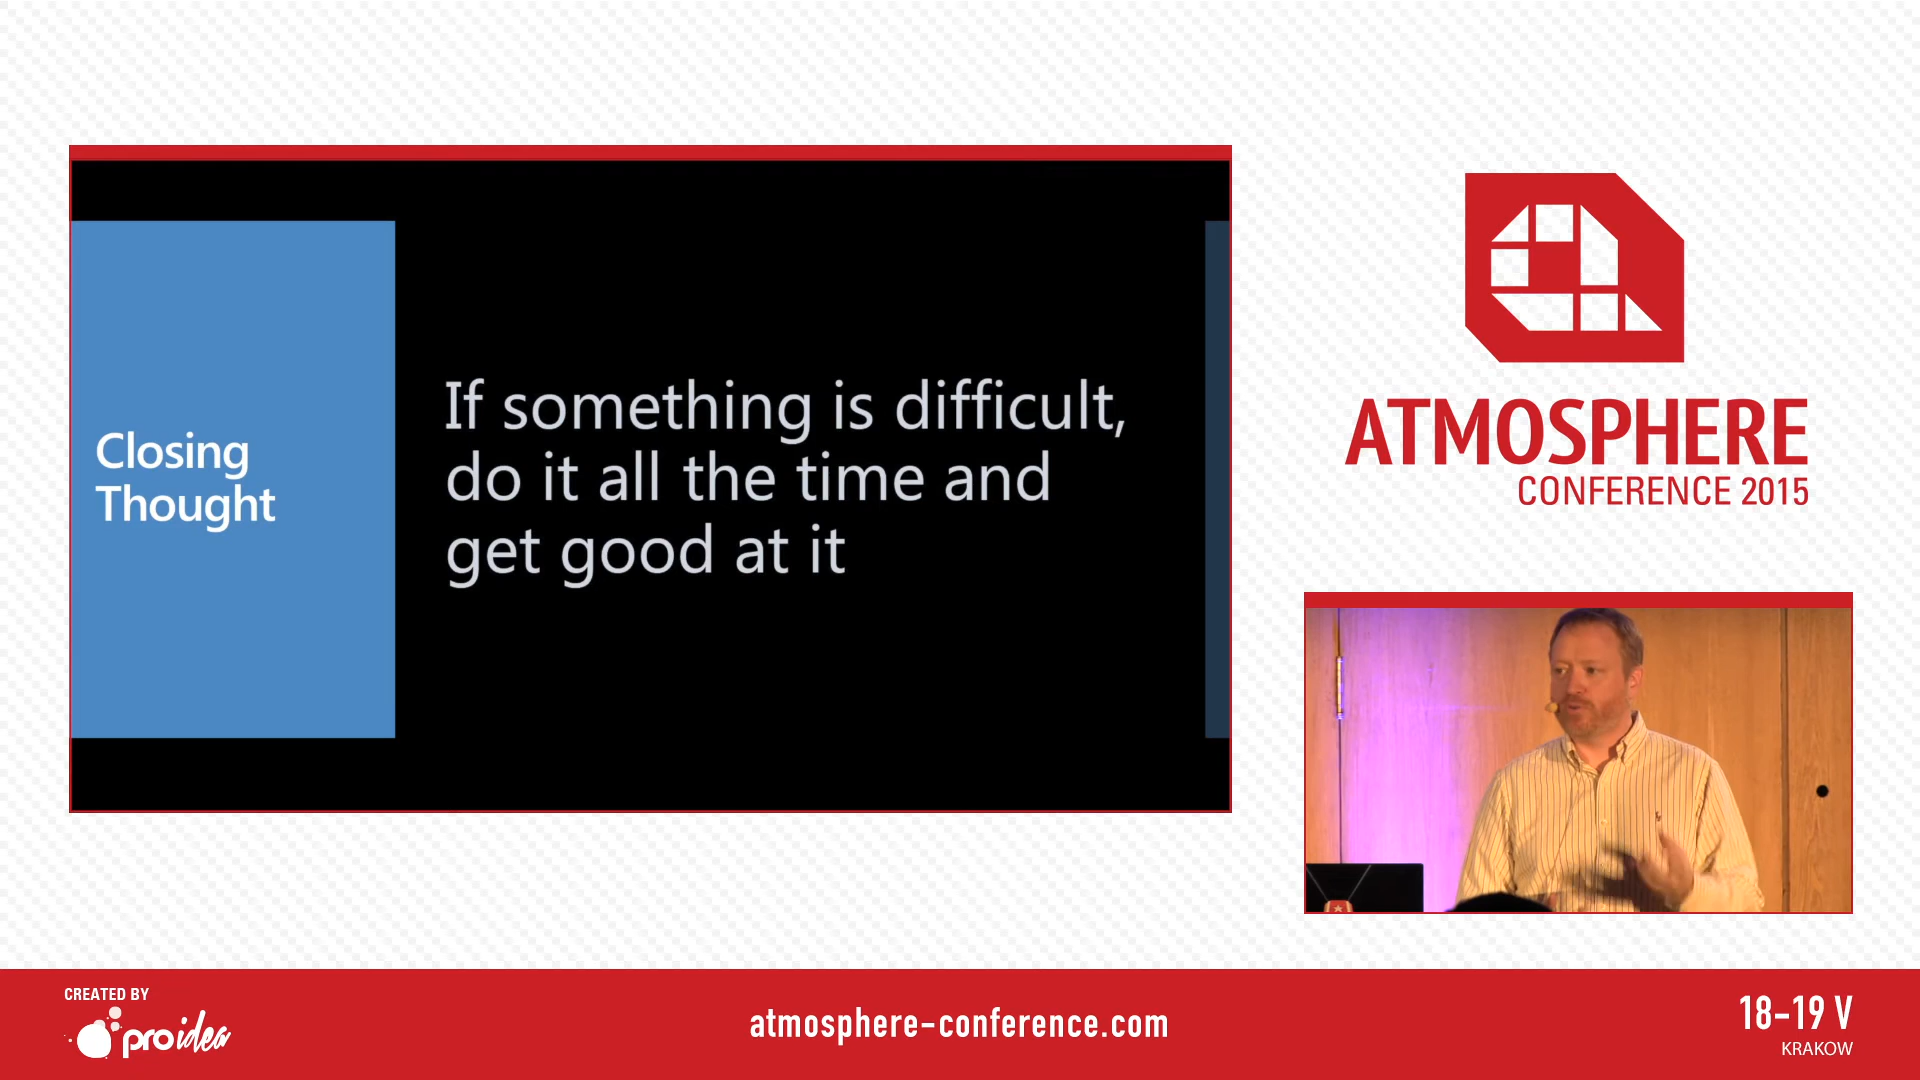 Closing
Thought
If something is difficult,
do it all the time and
get good at it
ATMOSPHERE
CONFERENCE 2015
CREATED BY
proidea
atmosphere-conference.com
18-19 V
KRAKOW